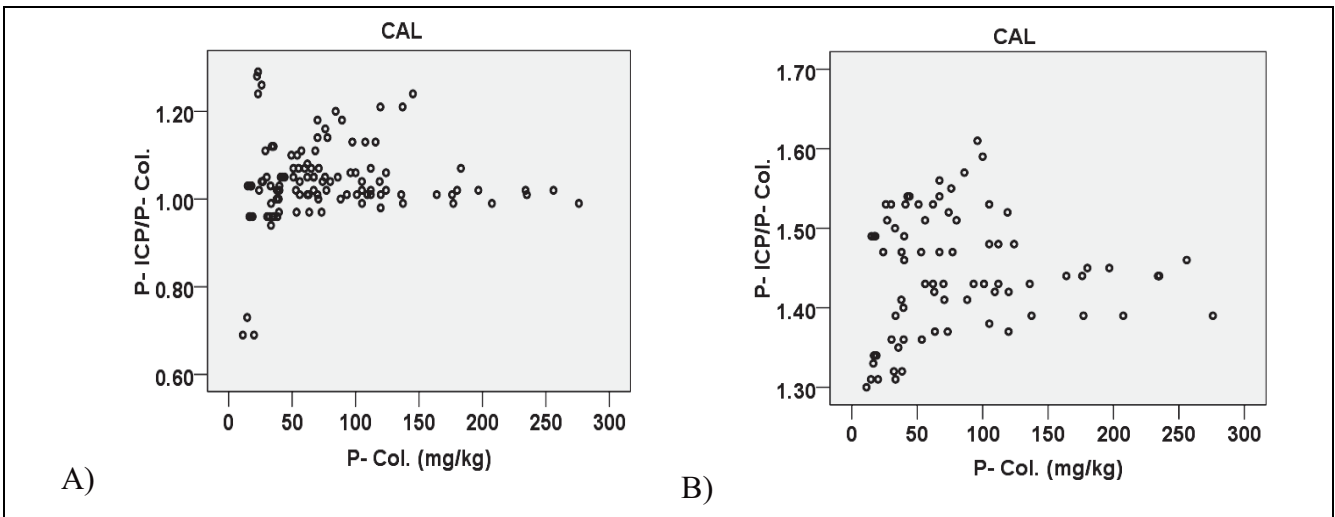 CAL
1.20
1.00
0.80
0.60
P- ICP/P- Col.
0 50 100 150 200 250 300
P- Col. (mg/kg)
A)
CAL
1.70
1.60
1.50
1.40
1.30
P- ICP/P- Col.
0 50 100 150 200 250 300
P- Col. (mg/kg)
B)